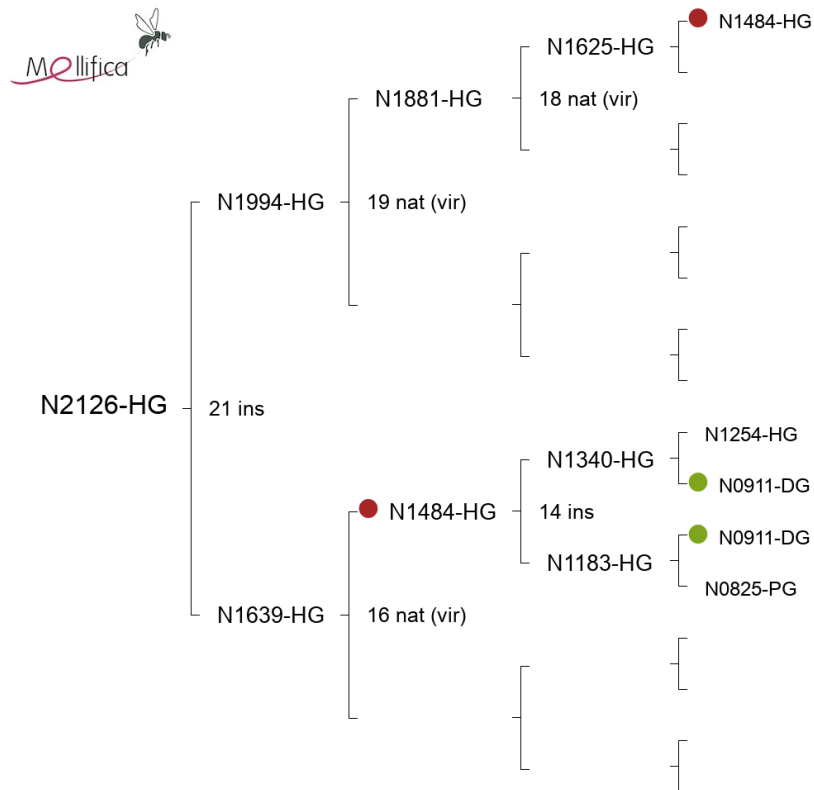 Mellifica
N1484-HG
N1625-HG
N1881-HG
18 nat (vir)
N1994-HG
19 nat (vir)
N2126-HG
21 ins
N1254-HG
N1340-HG
N0911-DG
N1484-HG
14 ins
N0911-DG
N1183-HG
N0825-PG
N1639-HG
16 nat (vir)